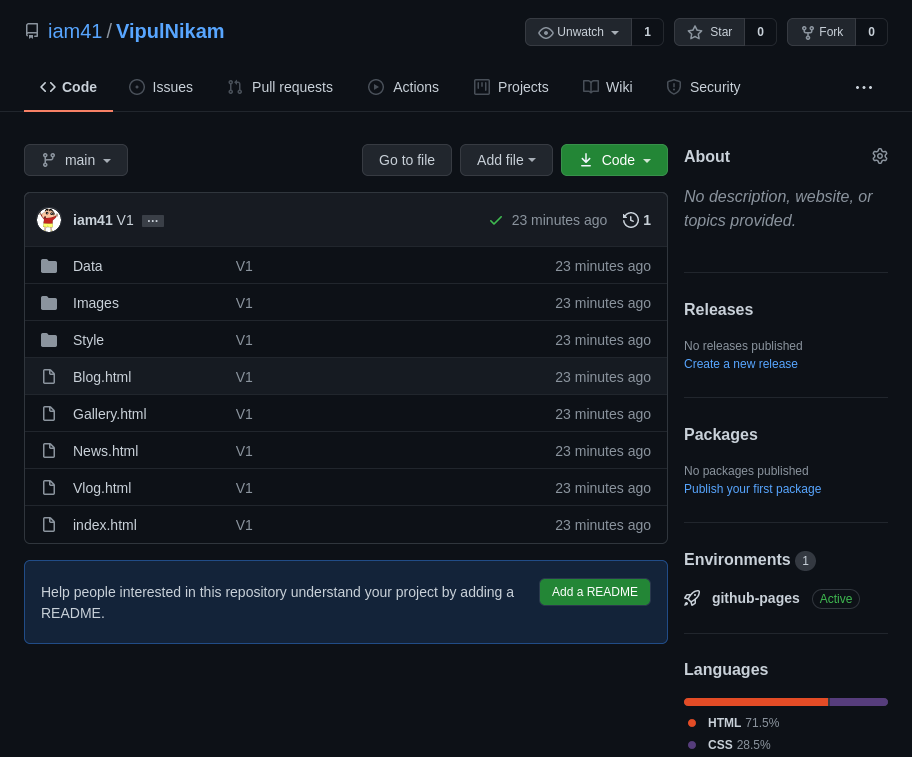 iam41 / VipulNikam
Unwatch 1 Star 0 Fork 0
Code Issues Pull requests Actions Projects Wiki Security ...
main Go to file Add file Code
iam41 V1 ... 23 minutes ago 1
Data V1 23 minutes ago
Images V1 23 minutes ago
Style V1 23 minutes ago
Blog.html V1 23 minutes ago
Gallery.html V1 23 minutes ago
News.html V1 23 minutes ago
Vlog.html V1 23 minutes ago
index.html V1 23 minutes ago
Help people interested in this repository understand your project by adding a
README.
Add a README
About
No description, website, or
topics provided.
Releases
No releases published
Create a new release
Packages
No packages published
Publish your first package
Environments 1
github-pages Active
Languages
HTML 71.5%
CSS 28.5%